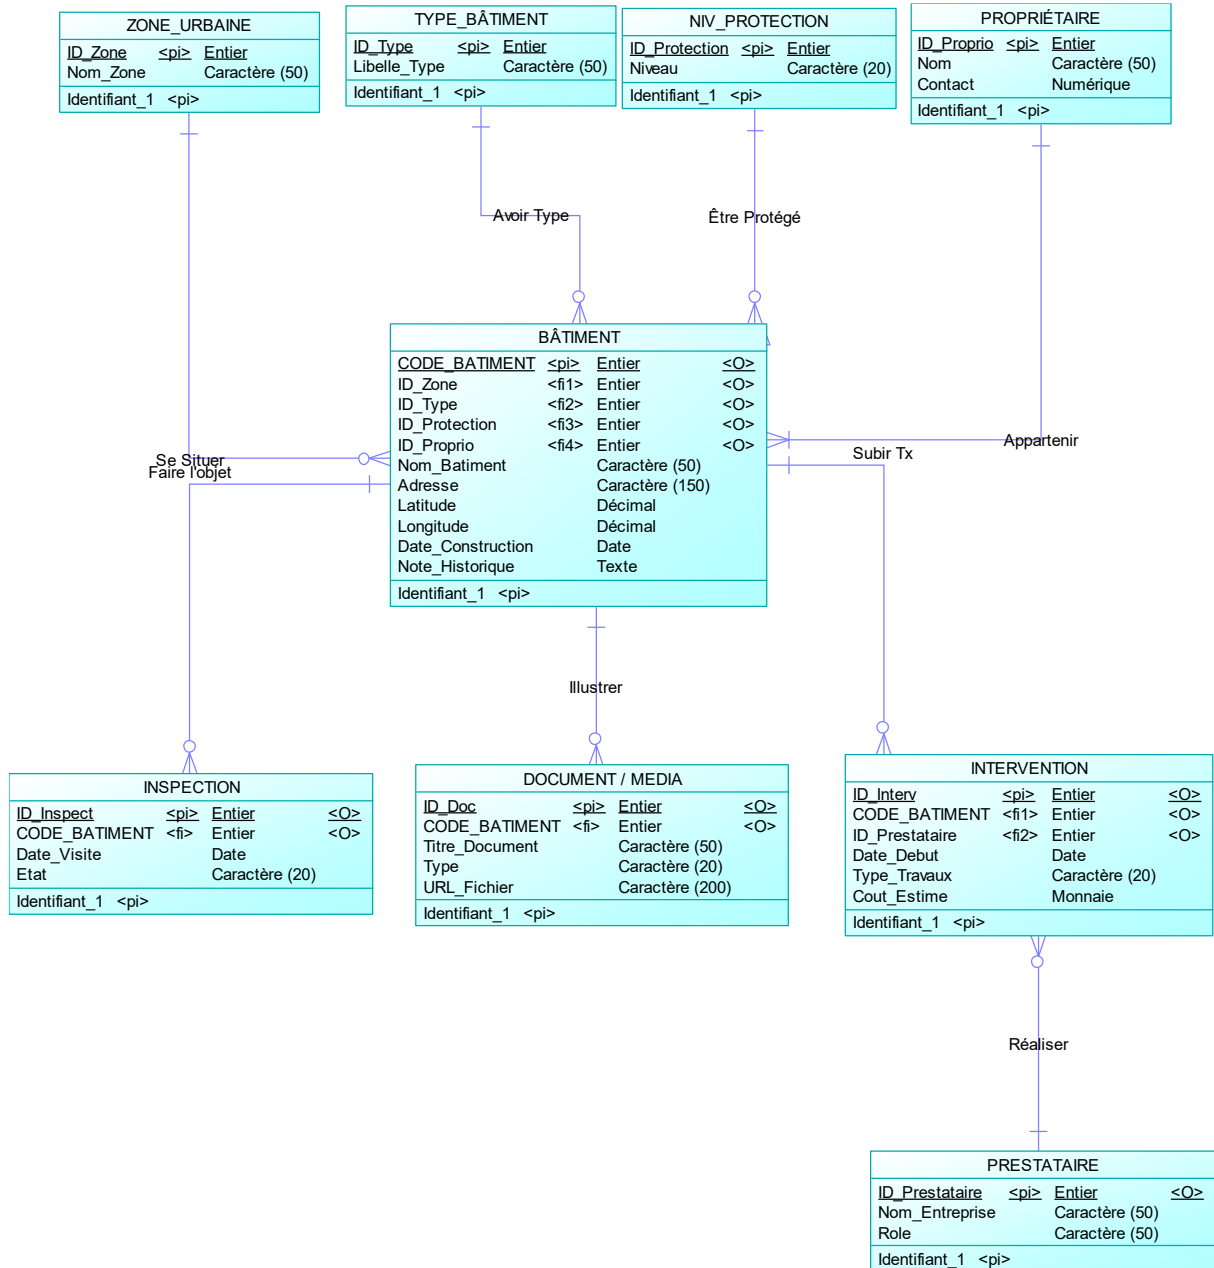 ZONE_URBAINE
ID_Zone <pi> Entier
Nom_Zone Caractère (50)
Identifiant_1 <pi>
TYPE_BÂTIMENT
ID_Type <pi> Entier
Libelle_Type Caractère (50)
Identifiant_1 <pi>
NIV_PROTECTION
ID_Protection <pi> Entier
Niveau Caractère (20)
Identifiant_1 <pi>
PROPRIÉTAIRE
ID_Proprio <pi> Entier
Nom Caractère (50)
Contact Numérique
Identifiant_1 <pi>
Avoir Type
Être Protégé
BÂTIMENT
CODE_BATIMENT <pi> Entier <O>
ID_Zone <fi1> Entier <O>
ID_Type <fi2> Entier <O>
ID_Protection <fi3> Entier <O>
ID_Proprio <fi4> Entier <O>
Nom_Batiment Caractère (50)
Adresse Caractère (150)
Latitude Décimal
Longitude Décimal
Date_Construction Date
Note_Historique Texte
Identifiant_1 <pi>
Se Situer
Faire l'objet
Appartenir
Subir Tx
Illustrer
INSPECTION
ID_Inspect <pi> Entier <O>
CODE_BATIMENT <fi> Entier <O>
Date_Visite Date
Etat Caractère (20)
Identifiant_1 <pi>
DOCUMENT / MEDIA
ID_Doc <pi> Entier <O>
CODE_BATIMENT <fi> Entier <O>
Titre_Document Caractère (50)
Type Caractère (20)
URL_Fichier Caractère (200)
Identifiant_1 <pi>
INTERVENTION
ID_Interv <pi> Entier <O>
CODE_BATIMENT <fi1> Entier <O>
ID_Prestataire <fi2> Entier <O>
Date_Debut Date
Type_Travaux Caractère (20)
Cout_Estime Monnaie
Identifiant_1 <pi>
Réaliser
PRESTATAIRE
ID_Prestataire <pi> Entier <O>
Nom_Entreprise Caractère (50)
Role Caractère (50)
Identifiant_1 <pi>